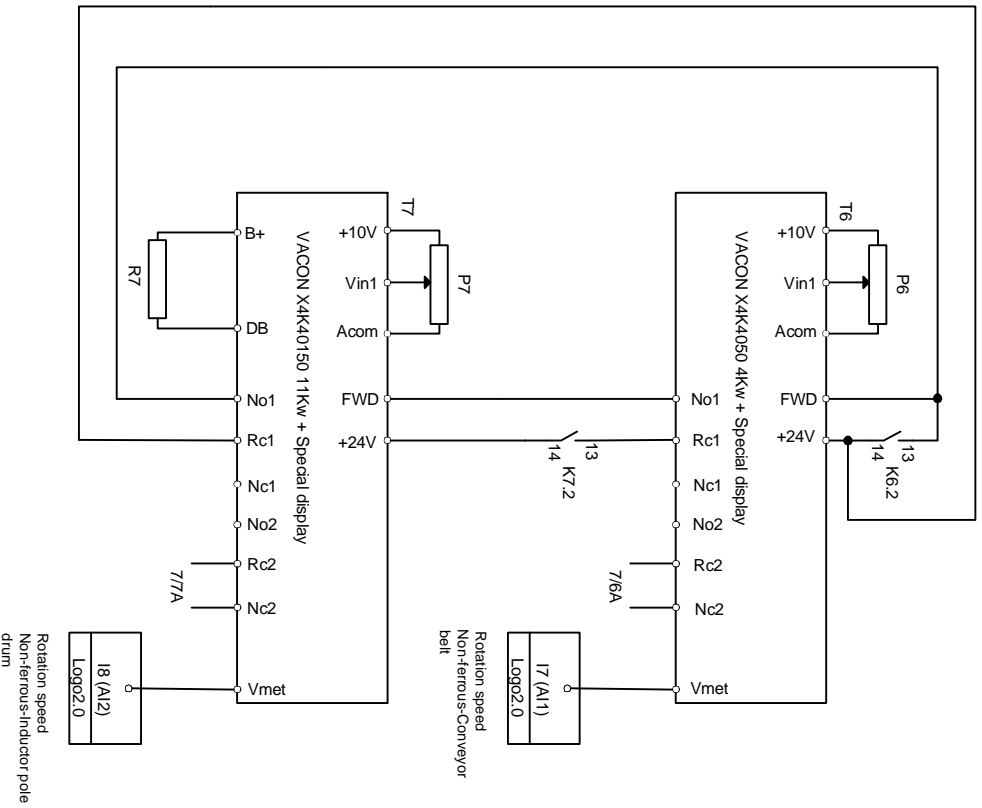 T7
+10V
Vin1
Acom
FWD
+24V
P7
B+
DB
No1
Rc1
Nc1
No2
Rc2
Nc2
Vmet
R7
VACON X4K40150 11Kw + Special display
7/7A
I8 (AI2)
Logo2.0
Rotation speed
Non-ferrous-Inductor pole
drum
13
14
K7.2
T6
+10V
Vin1
Acom
FWD
+24V
P6
No1
Rc1
Nc1
No2
Rc2
Nc2
Vmet
VACON X4K4050 4Kw + Special display
13
14
K6.2
7/6A
I7 (AI1)
Logo2.0
Rotation speed
Non-ferrous-Conveyor
belt